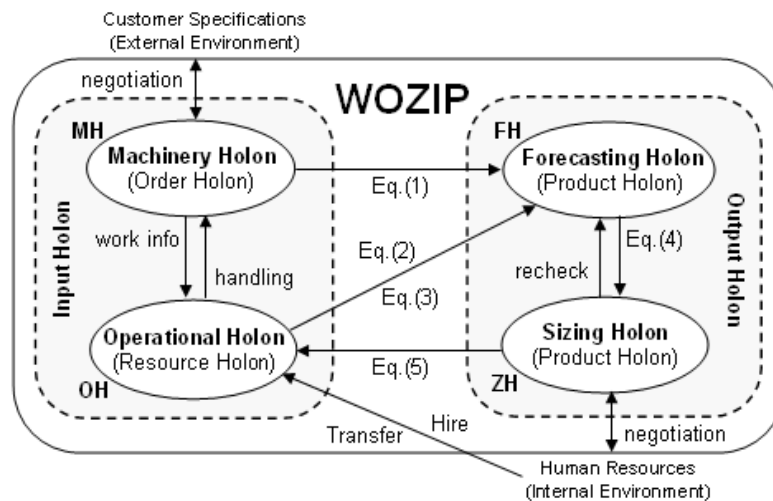 Customer Specifications
(External Environment)
negotiation
WOZIP
MH
FH
Machinery Holon
(Order Holon)
Forecasting Holon
(Product Holon)
Eq.(1)
Input Holon
work info
handling
Eq.(2)
Eq.(3)
Eq.(4)
recheck
Output Holon
Operational Holon
(Resource Holon)
Sizing Holon
(Product Holon)
Eq.(5)
OH
ZH
Hire
Transfer
negotiation
Human Resources
(Internal Environment)